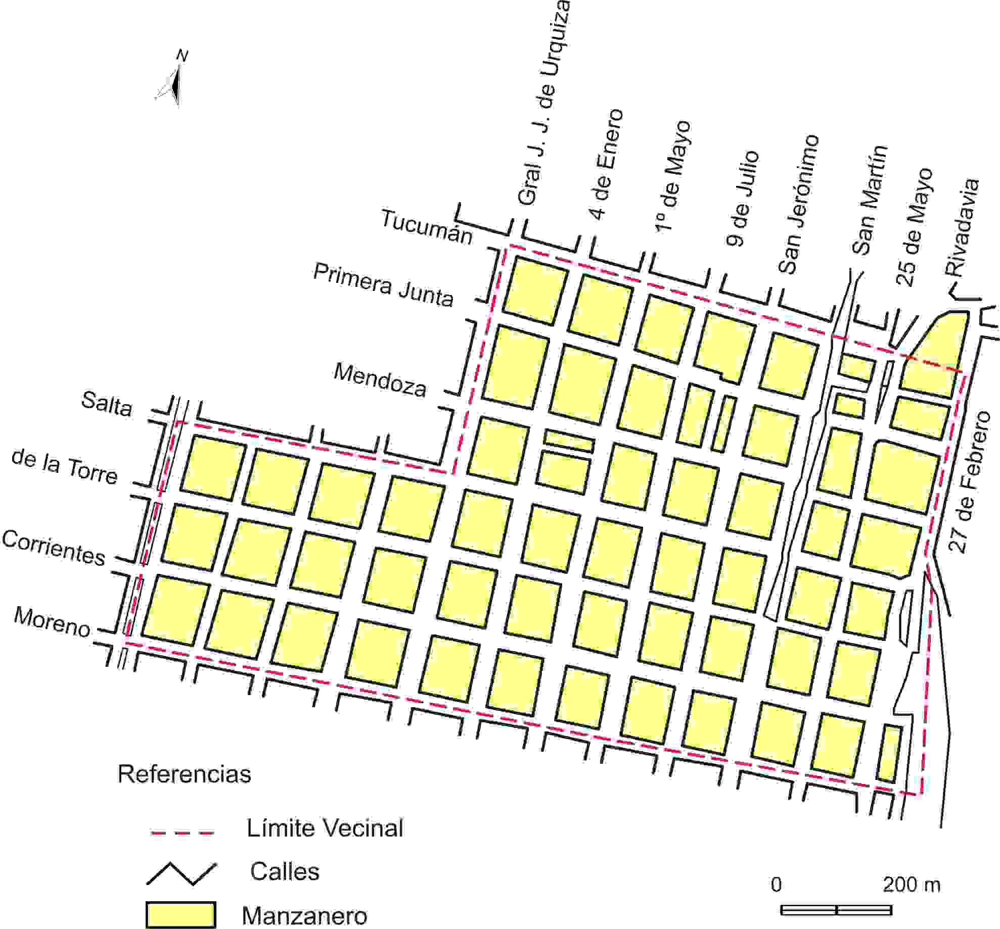 N
Gral J. J. de Urquiza
4 de Enero
1º de Mayo
9 de Julio
San Jerónimo
San Martín
25 de Mayo
Rivadavia
Tucumán
Primera Junta
Mendoza
Salta
de la Torre
Corrientes
Moreno
27 de Febrero
Referencias
Límite Vecinal
Calles
Manzanero
0 200 m